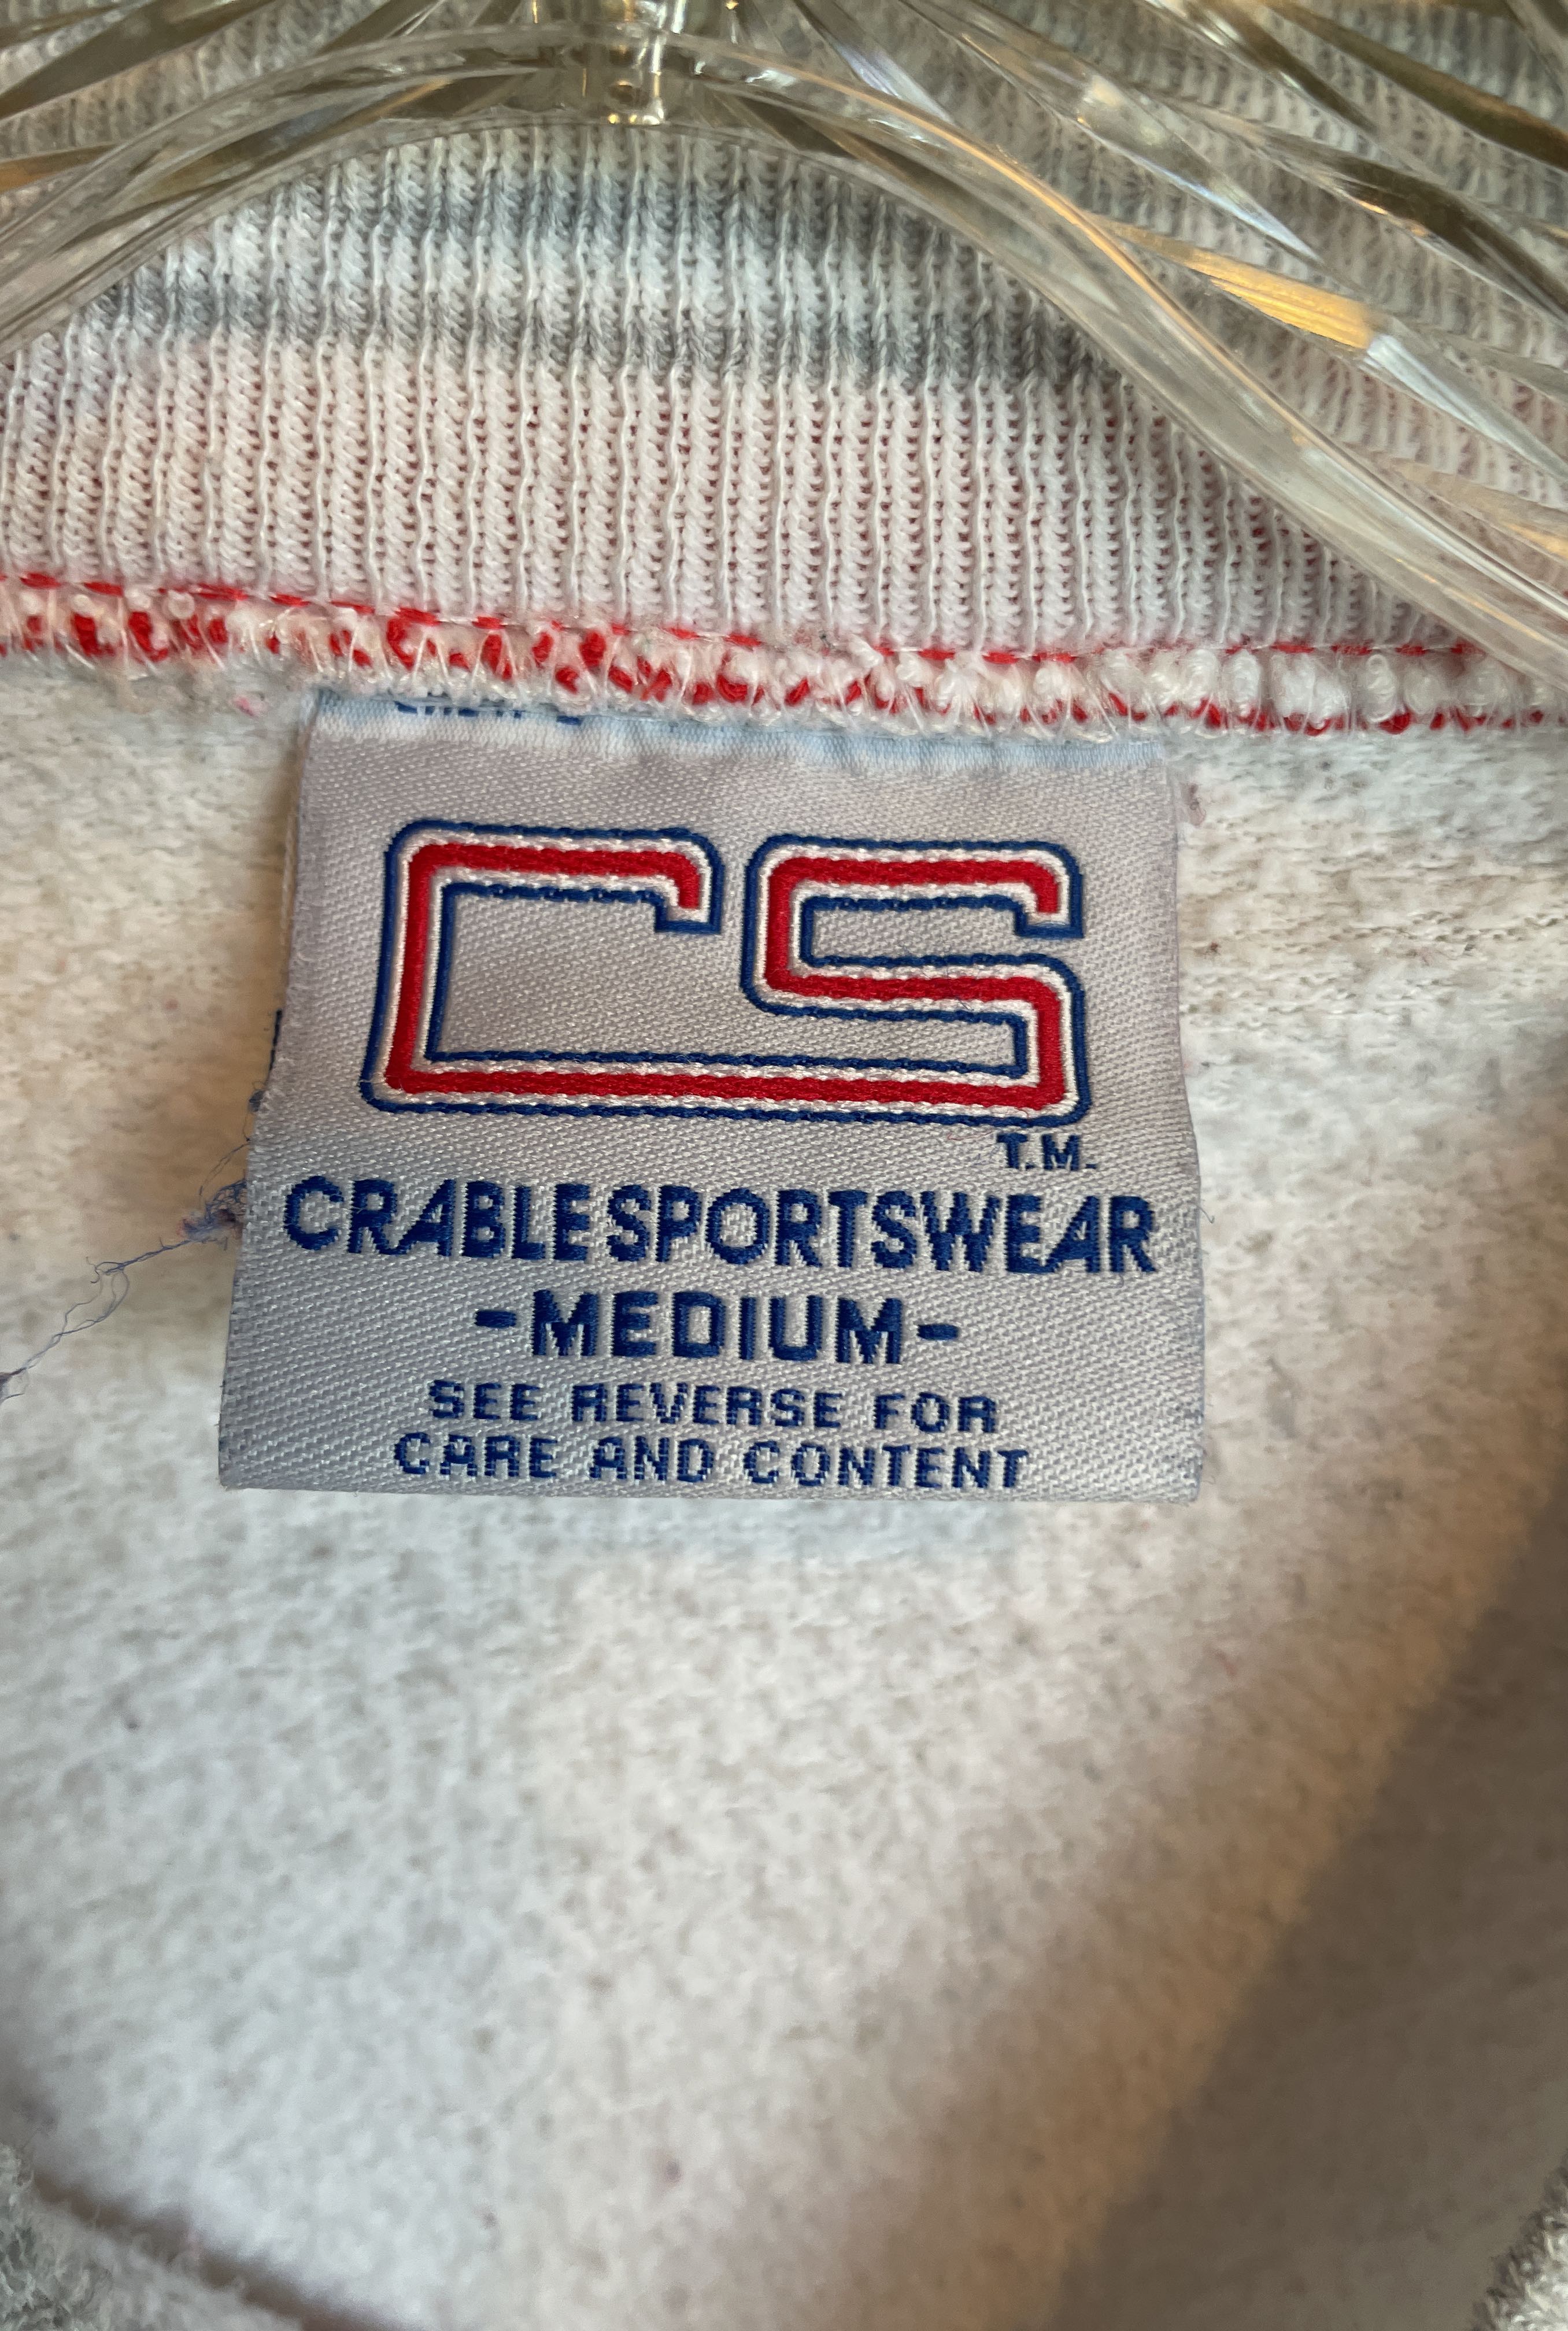 CS
T.M.
CRABLE SPORTSWEAR
-MEDIUM-
SEE REVERSE FOR
CARE AND CONTENT